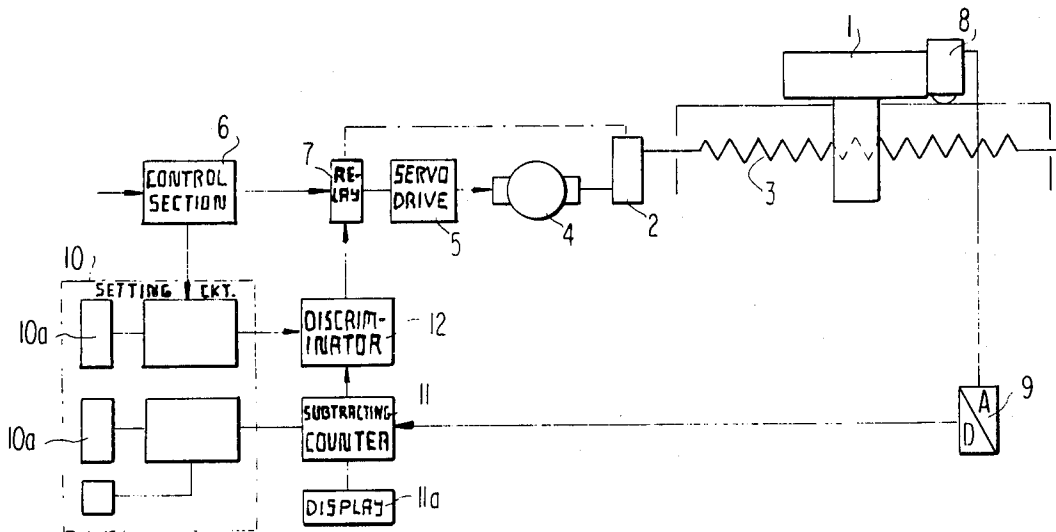 1
8
6
CONTROL
SECTION
7
RE-
LAY
SERVO
DRIVE
5
4
2
3
10
SETTING CKT.
10a
DISCRIM-
INATOR
12
10a
SUBTRACTING
COUNTER
11
A
D
9
DISPLAY
11a